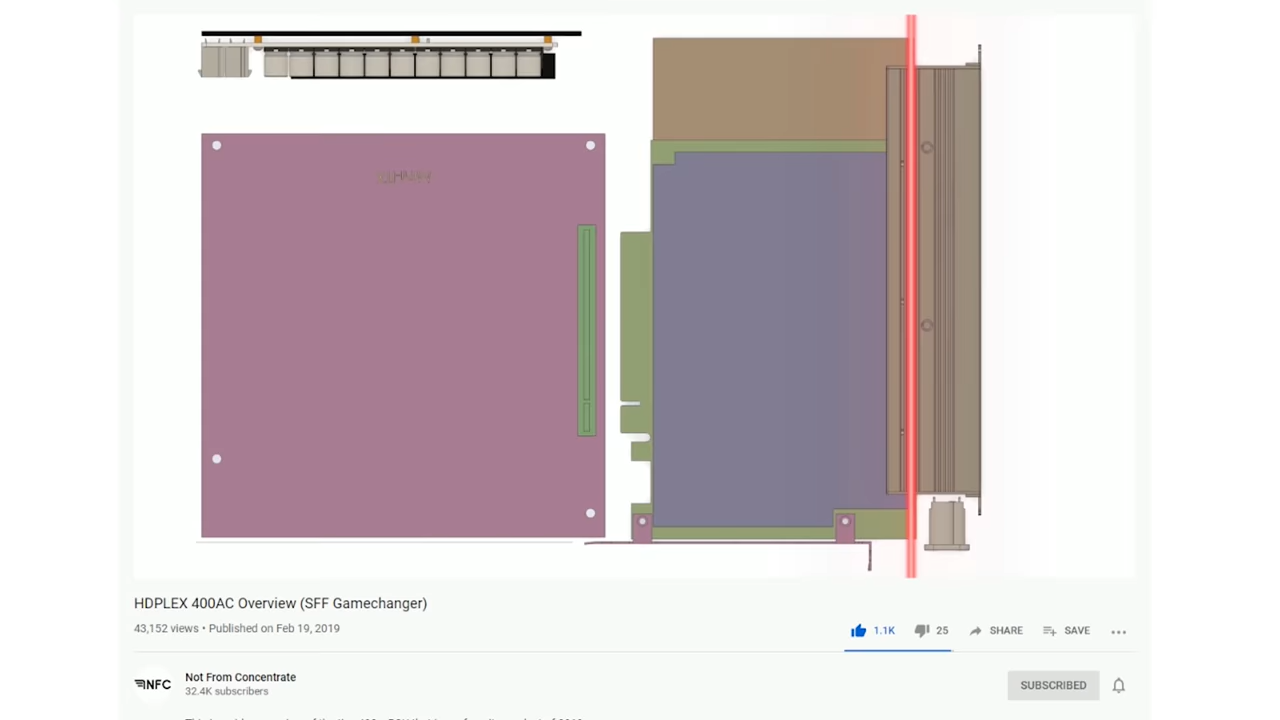 HDPLEX 400AC Overview (SFF Gamechanger)
43,152 views • Published on Feb 19, 2019
1.1K 25 SHARE SAVE
NFC
Not From Concentrate
32.4K subscribers
SUBSCRIBED